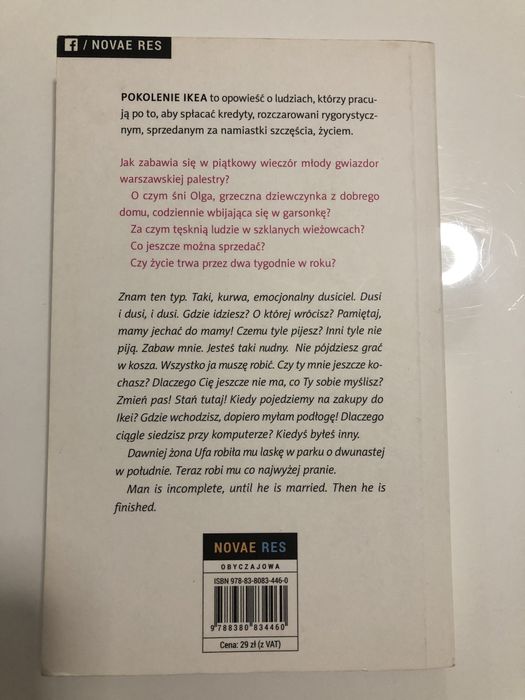 f / NOVAE RES
POKOLENIE IKEA to opowieść o ludziach, którzy pracu-
ją po to, aby spłacać kredyty, rozczarowani rygorystycz-
nym, sprzedanym za namiastki szczęścia, życiem.
Jak zabawia się w piątkowy wieczór młody gwiazdor
warszawskiej palestry?
O czym śni Olga, grzeczna dziewczynka z dobrego
domu, codziennie wbijająca się w garsonkę?
Za czym tęsknią ludzie w szklanych wieżowcach?
Co jeszcze można sprzedać?
Czy życie trwa przez dwa tygodnie w roku?
Znam ten typ. Taki, kurwa, emocjonalny dusiciel. Dusi
i dusi, i dusi. Gdzie idziesz? O której wrócisz? Pamiętaj,
mamy jechać do mamy! Czemu tyle pijesz? Inni tyle nie
piją. Zabaw mnie. Jesteś taki nudny. Nie pójdziesz grać
w kosza. Wszystko ja muszę robić. Czy ty mnie jeszcze ko-
chasz? Dlaczego Cię jeszcze nie ma, co Ty sobie myślisz?
Zmień pas! Stań tutaj! Kiedy pojedziemy na zakupy do
Ikei? Gdzie wchodzisz, dopiero myłam podłogę! Dlaczego
ciągle siedzisz przy komputerze? Kiedyś byłeś inny.
Dawniej żona Ufa robiła mu laskę w parku o dwunastej
w południe. Teraz robi mu co najwyżej pranie.
Man is incomplete, until he is married. Then he is
finished.
NOVAE RES
OBYCZAJOWA
ISBN 978-83-8083-446-0
9 788380 834460
Cena: 29 zł (z VAT)